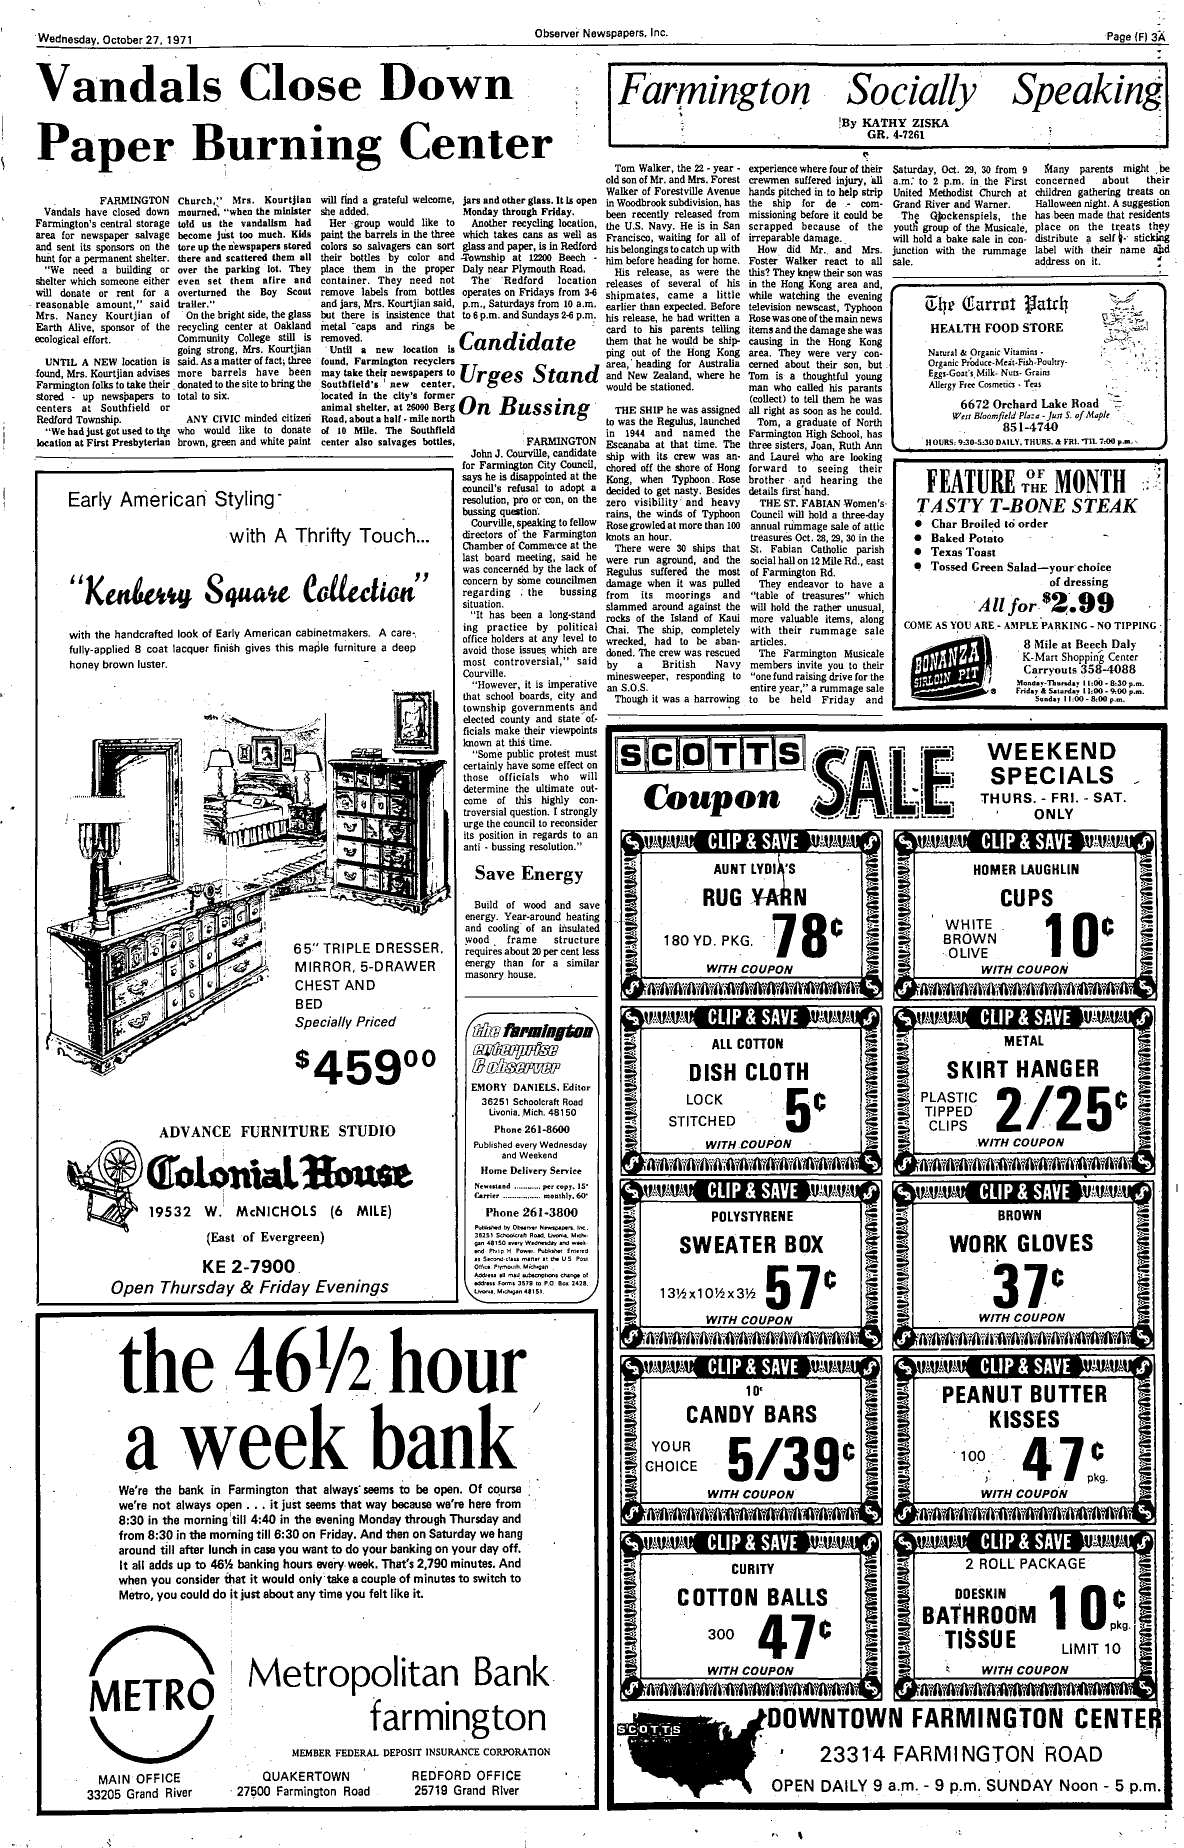 Wednesday, October 27, 1971
Observer Newspapers, Inc.
Page (F) 3A
Vandals Close Down
Paper Burning Center
FARMINGTON
Vandals have closed down
Farmington's central storage
area for newspaper salvage
and sent its sponsors on the
hunt for a permanent shelter.
"We need a building or
shelter which someone either
will donate or rent for a
reasonable amount," said
Mrs. Nancy Kourtjian of
Earth Alive, sponsor of the
ecological effort.
UNTIL A NEW location is
found, Mrs. Kourtjian advises
Farmington folks to take their
stored - up newspapers to
centers at Southfield or
Redford Township.
"We had just got used to the
location at First Presbyterian
Church," Mrs. Kourtjian
mourned, "when the minister
told us the vandalism had
become just too much. Kids
tore up the newspapers stored
there and scattered them all
over the parking lot. They
even set them afire and
overturned the Boy Scout
trailer."
On the bright side, the glass
recycling center at Oakland
Community College still is
going strong, Mrs. Kourtjian
said. As a matter of fact; three
more barrels have been
donated to the site to bring the
total to six.
ANY CIVIC minded citizen
who would like to donate
brown, green and white paint
will find a grateful welcome,
she added.
Her group would like to
paint the barrels in the three
colors so salvagers can sort
their bottles by color and
place them in the proper
container. They need not
remove labels from bottles
and jars, Mrs. Kourtjian said,
but there is insistence that
metal caps and rings be
removed.
Until a new location is
found, Farmington recyclers
may take their newspapers to
Southfield's new center,
located in the city's former
animal shelter, at 26000 Berg
Road, about a half - mile north
of 10 Mile. The Southfield
center also salvages bottles,
jars and other glass. It is open
Monday through Friday.
Another recycling location,
which takes cans as well as
glass and paper, is in Redford
Township at 12200 Beech -
Daly near Plymouth Road.
The Redford location
operates on Fridays from 3-6
p.m., Saturdays from 10 a.m.
to 6 p.m. and Sundays 2-6 p.m.
Candidate
Urges Stand
On Bussing
FARMINGTON
John J. Courville, candidate
for Farmington City Council,
says he is disappointed at the
council's refusal to adopt a
resolution, pro or con, on the
bussing question.
Courville, speaking to fellow
directors of the Farmington
Chamber of Commerce at the
last board meeting, said he
was concerned by the lack of
concern by some councilmen
regarding the bussing
situation.
"It has been a long-stand
ing practice by political
office holders at any level to
avoid those issues which are
most controversial," said
Courville.
"However, it is imperative
that school boards, city and
township governments and
elected county and state of-
ficials make their viewpoints
known at this time.
"Some public protest must
certainly have some effect on
those officials who will
determine the ultimate out-
come of this highly con-
troversial question. I strongly
urge the council to reconsider
its position in regards to an
anti - bussing resolution."
Save Energy
Build of wood and save
energy. Year-around heating
and cooling of an insulated
wood frame structure
requires about 20 per cent less
energy than for a similar
masonry house.
the farmington
enterprise
& observer
EMORY DANIELS, Editor
36251 Schoolcraft Road
Livonia, Mich. 48150
Phone 261-8600
Published every Wednesday
and Weekend
Home Delivery Service
Newsstand ............ per copy, 15¢
Carrier ................ monthly, 60¢
Phone 261-3800
Published by Observer Newspapers, Inc.
36251 Schoolcraft Road, Livonia, Michi-
gan 48150 every Wednesday and week-
end Philip H Power, Publisher Entered
as Second-class matter at the U.S. Post
Office, Plymouth, Michigan
Address all mail subscriptions change of
address Forms 3579 to P.O. Box 2428,
Livonia, Michigan 48151.
Early American Styling
with A Thrifty Touch...
"Kenberry Square Collection"
with the handcrafted look of Early American cabinetmakers. A care-
fully-applied 8 coat lacquer finish gives this maple furniture a deep
honey brown luster.
65" TRIPLE DRESSER,
MIRROR, 5-DRAWER
CHEST AND
BED
Specially Priced
$459.00
ADVANCE FURNITURE STUDIO
Colonial House
19532 W. McNICHOLS (6 MILE)
(East of Evergreen)
KE 2-7900
Open Thursday & Friday Evenings
the 46½ hour
a week bank
We're the bank in Farmington that always seems to be open. Of course
we're not always open . . . it just seems that way because we're here from
8:30 in the morning till 4:40 in the evening Monday through Thursday and
from 8:30 in the morning till 6:30 on Friday. And then on Saturday we hang
around till after lunch in case you want to do your banking on your day off.
It all adds up to 46½ banking hours every week. That's 2,790 minutes. And
when you consider that it would only take a couple of minutes to switch to
Metro, you could do it just about any time you felt like it.
METRO
Metropolitan Bank
farmington
MEMBER FEDERAL DEPOSIT INSURANCE CORPORATION
MAIN OFFICE
33205 Grand River
QUAKERTOWN
27500 Farmington Road
REDFORD OFFICE
25719 Grand River
Farmington Socially Speaking
By KATHY ZISKA
GR. 4-7261
Tom Walker, the 22 - year -
old son of Mr. and Mrs. Forest
Walker of Forestville Avenue
in Woodbrook subdivision, has
been recently released from
the U.S. Navy. He is in San
Francisco, waiting for all of
his belongings to catch up with
him before heading for home.
His release, as were the
releases of several of his
shipmates, came a little
earlier than expected. Before
his release, he had written a
card to his parents telling
them that he would be ship-
ping out of the Hong Kong
area, heading for Australia
and New Zealand, where he
would be stationed.
THE SHIP he was assigned
to was the Regulus, launched
in 1944 and named the
Escanaba at that time. The
ship with its crew was an-
chored off the shore of Hong
Kong, when Typhoon Rose
decided to get nasty. Besides
zero visibility and heavy
rains, the winds of Typhoon
Rose growled at more than 100
knots an hour.
There were 30 ships that
were run aground, and the
Regulus suffered the most
damage when it was pulled
from its moorings and
slammed around against the
rocks of the Island of Kaui
Chai. The ship, completely
wrecked, had to be aban-
doned. The crew was rescued
by a British Navy
minesweeper, responding to
an S.O.S.
Though it was a harrowing
experience where four of their
crewmen suffered injury, all
hands pitched in to help strip
the ship for de - com-
missioning before it could be
scrapped because of the
irreparable damage.
How did Mr. and Mrs.
Foster Walker react to all
this? They knew their son was
in the Hong Kong area and,
while watching the evening
television newscast, Typhoon
Rose was one of the main news
items and the damage she was
causing in the Hong Kong
area. They were very con-
cerned about their son, but
Tom is a thoughtful young
man who called his parents
(collect) to tell them he was
all right as soon as he could.
Tom, a graduate of North
Farmington High School, has
three sisters, Joan, Ruth Ann
and Laurel who are looking
forward to seeing their
brother and hearing the
details first hand.
THE ST. FABIAN Women's
Council will hold a three-day
annual rummage sale of attic
treasures Oct. 28, 29, 30 in the
St. Fabian Catholic parish
social hall on 12 Mile Rd., east
of Farmington Rd.
They endeavor to have a
"table of treasures" which
will hold the rather unusual,
more valuable items, along
with their rummage sale
articles.
The Farmington Musicale
members invite you to their
"one fund raising drive for the
entire year," a rummage sale
to be held Friday and
Saturday, Oct. 29, 30 from 9
a.m. to 2 p.m. in the First
United Methodist Church at
Grand River and Warner.
The Glockenspiels, the
youth group of the Musicale,
will hold a bake sale in con-
junction with the rummage
sale.
Many parents might be
concerned about their
children gathering treats on
Halloween night. A suggestion
has been made that residents
place on the treats they
distribute a self - sticking
label with their name and
address on it.
The Carrot Patch
HEALTH FOOD STORE
Natural & Organic Vitamins -
Organic Produce-Meat-Fish-Poultry-
Eggs-Goat's Milk- Nuts- Grains
Allergy Free Cosmetics - Teas
6672 Orchard Lake Road
West Bloomfield Plaza - Just S. of Maple
851-4740
HOURS: 9:30-5:30 DAILY, THURS. & FRI. 'TIL 7:00 p.m.
FEATURE OF THE MONTH
TASTY T-BONE STEAK
• Char Broiled to order
• Baked Potato
• Texas Toast
• Tossed Green Salad—your choice
of dressing
All for $2.99
COME AS YOU ARE - AMPLE PARKING - NO TIPPING
BONANZA
SIRLOIN PIT
®
8 Mile at Beech Daly
K-Mart Shopping Center
Carryouts 358-4088
Monday-Thursday 11:00 - 8:30 p.m.
Friday & Saturday 11:00 - 9:00 p.m.
Sunday 11:00 - 8:00 p.m.
SCOTTS
Coupon
SALE
WEEKEND
SPECIALS
THURS. - FRI. - SAT.
ONLY
CLIP & SAVE
AUNT LYDIA'S
RUG YARN
180 YD. PKG. 78¢
WITH COUPON
CLIP & SAVE
HOMER LAUGHLIN
CUPS
WHITE
BROWN
OLIVE
10¢
WITH COUPON
CLIP & SAVE
ALL COTTON
DISH CLOTH
LOCK
STITCHED
5¢
WITH COUPON
CLIP & SAVE
METAL
SKIRT HANGER
PLASTIC
TIPPED
CLIPS
2/25¢
WITH COUPON
CLIP & SAVE
POLYSTYRENE
SWEATER BOX
13½x10½x3½ 57¢
WITH COUPON
CLIP & SAVE
BROWN
WORK GLOVES
37¢
WITH COUPON
CLIP & SAVE
10¢
CANDY BARS
YOUR
CHOICE
5/39¢
WITH COUPON
CLIP & SAVE
PEANUT BUTTER
KISSES
100 47¢
pkg.
WITH COUPON
CLIP & SAVE
CURITY
COTTON BALLS
300 47¢
WITH COUPON
CLIP & SAVE
2 ROLL PACKAGE
DOESKIN
BATHROOM
TISSUE
10¢
pkg.
LIMIT 10
WITH COUPON
SCOTTS
DOWNTOWN FARMINGTON CENTER
23314 FARMINGTON ROAD
OPEN DAILY 9 a.m. - 9 p.m. SUNDAY Noon - 5 p.m.